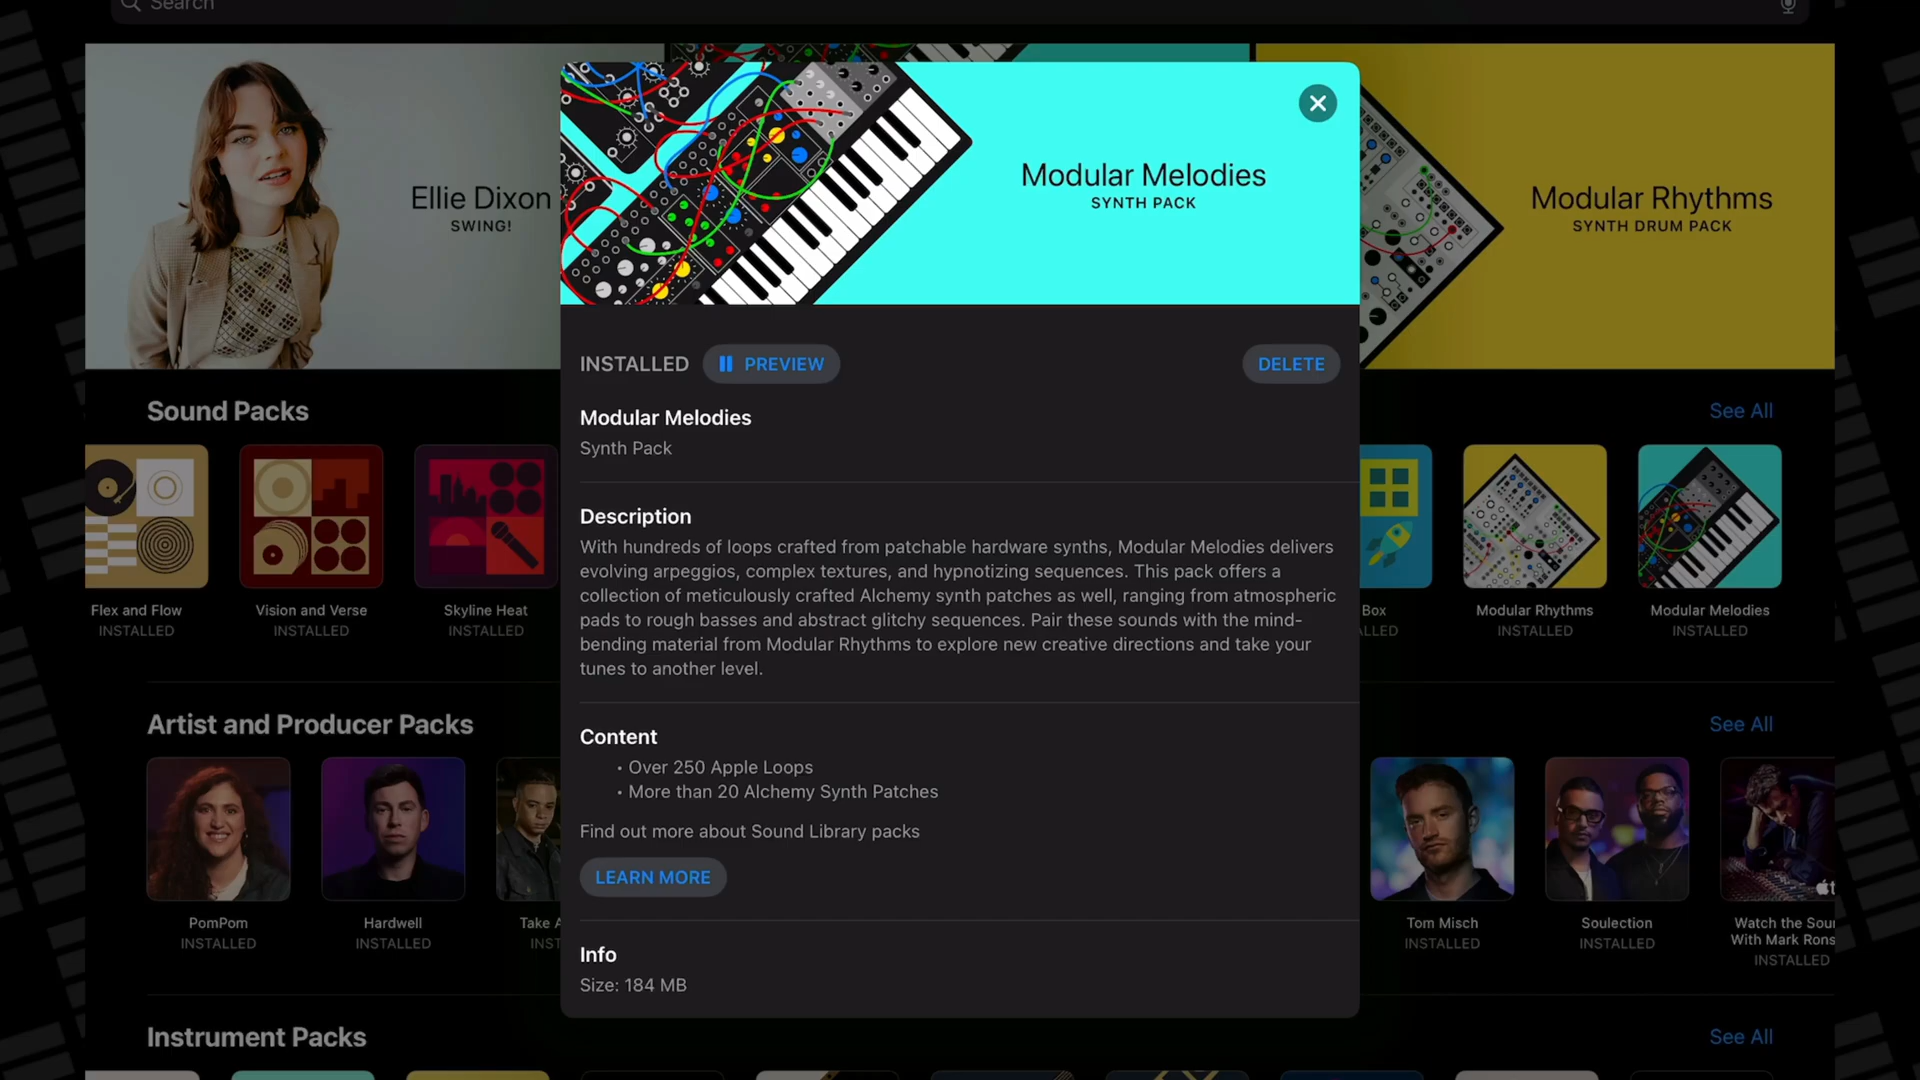 Search
Ellie Dixon
SWING!
Modular Melodies
SYNTH PACK
Modular Rhythms
SYNTH DRUM PACK
INSTALLED
PREVIEW
DELETE
Modular Melodies
Synth Pack
Description
With hundreds of loops crafted from patchable hardware synths, Modular Melodies delivers
evolving arpeggios, complex textures, and hypnotizing sequences. This pack offers a
collection of meticulously crafted Alchemy synth patches as well, ranging from atmospheric
pads to rough basses and abstract glitchy sequences. Pair these sounds with the mind-
bending material from Modular Rhythms to explore new creative directions and take your
tunes to another level.
Content
• Over 250 Apple Loops
• More than 20 Alchemy Synth Patches
Find out more about Sound Library packs
LEARN MORE
Info
Size: 184 MB
Sound Packs
See All
Flex and Flow
INSTALLED
Vision and Verse
INSTALLED
Skyline Heat
INSTALLED
Box
Modular Rhythms
INSTALLED
Modular Melodies
INSTALLED
Artist and Producer Packs
See All
PomPom
INSTALLED
Hardwell
INSTALLED
Take
Tom Misch
INSTALLED
Soulection
INSTALLED
Watch the Sou
With Mark Rons
INSTALLED
Instrument Packs
See All